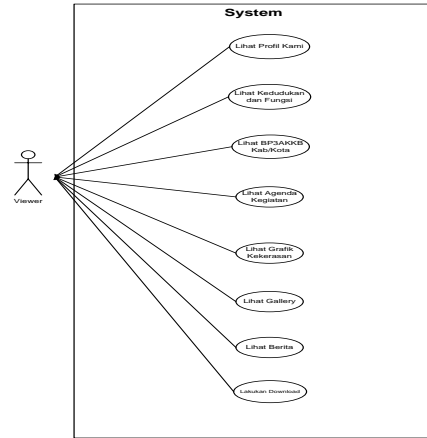 System
Lihat Profil Kami
Lihat Kedudukan
dan Fungsi
Lihat BP3AKKB
Kab/Kota
Viewer
Lihat Agenda
Kegiatan
Lihat Grafik
Kekerasan
Lihat Gallery
Lihat Berita
Lakukan Download